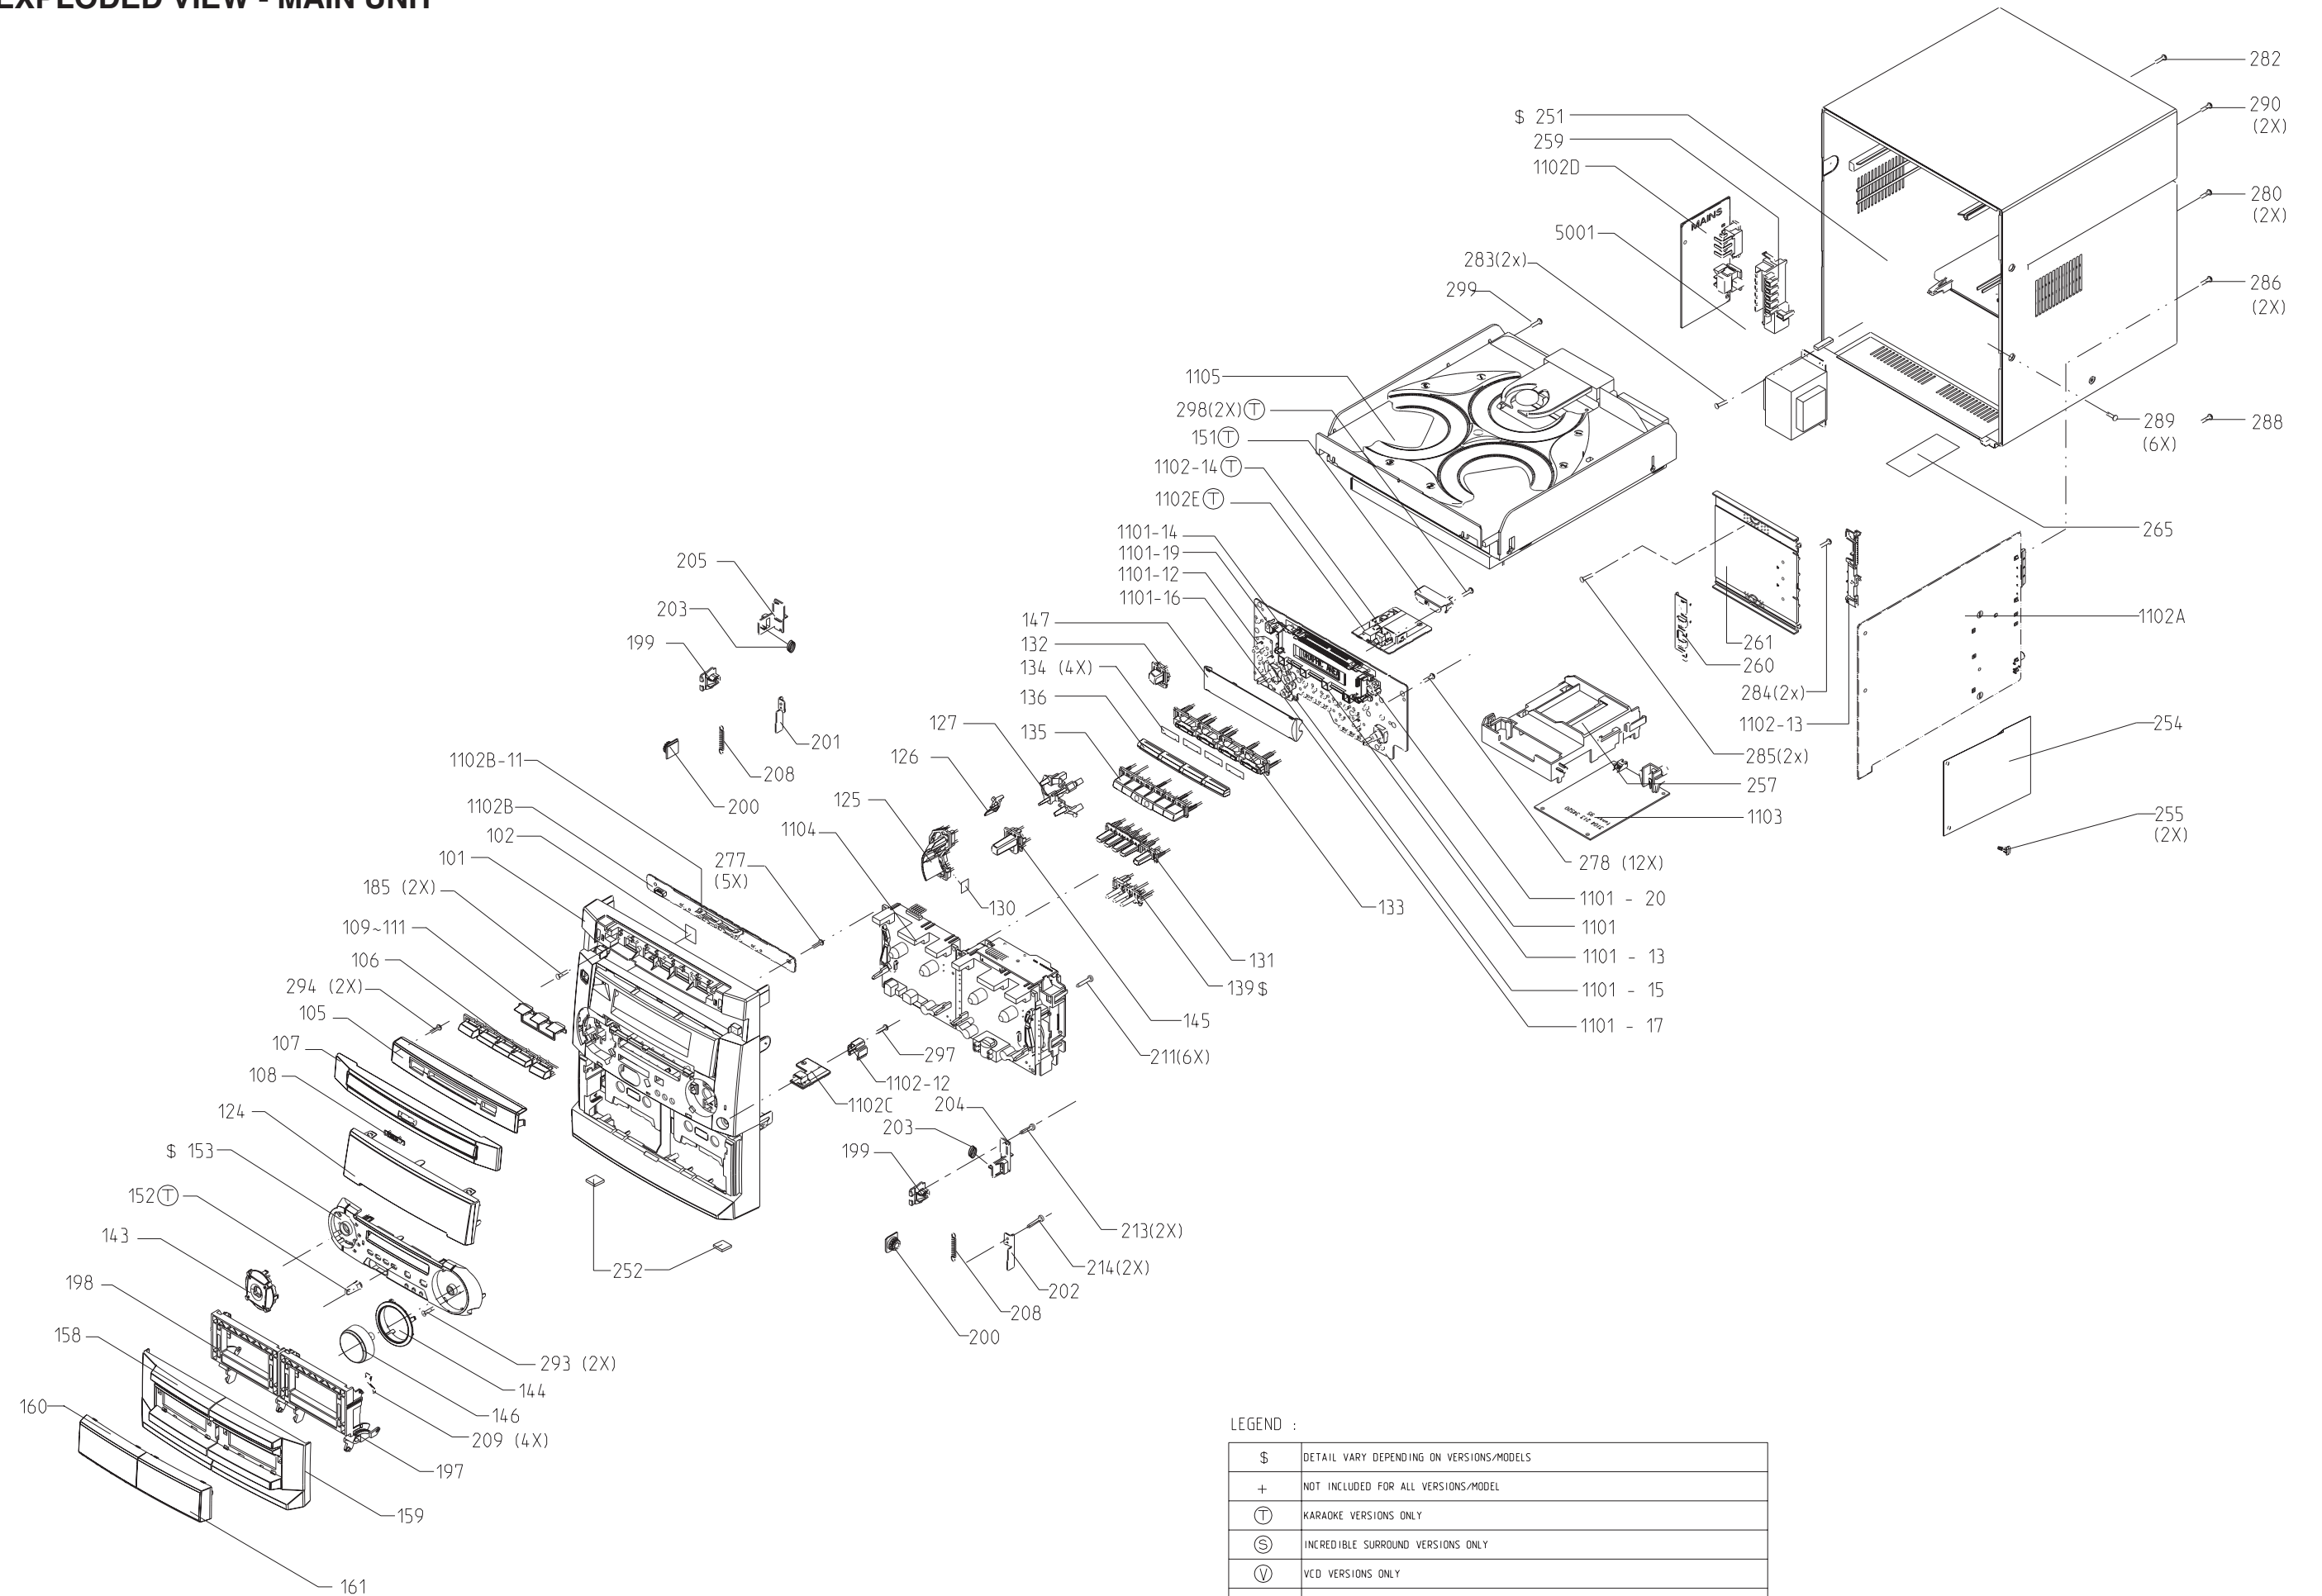 EXPLODED VIEW - MAIN UNIT
282
290
(2X)
$ 251
259
1102D
280
(2X)
MAINS
5001
283(2x)
299
286
(2X)
1105
298(2X)Ⓣ
151Ⓣ
1102-14Ⓣ
1102EⓉ
289
(6X)
288
265
1101-14
1101-19
1101-12
1101-16
205
203
199
147
132
134 (4X)
136
135
127
126
125
1104
201
208
200
1102B-11
1102B
102
101
277
(5X)
185 (2X)
109~111
106
294 (2X)
105
107
108
124
$ 153
152Ⓣ
143
198
158
160
1102A
261
260
284(2x)
1102-13
285(2x)
254
257
1103
255
(2X)
278 (12X)
130
133
1101 - 20
1101
1101 - 13
1101 - 15
1101 - 17
131
139$
145
211(6X)
297
1102-12
1102C
204
203
199
213(2X)
214(2X)
202
208
200
252
293 (2X)
144
146
209 (4X)
197
159
161
LEGEND :
$ DETAIL VARY DEPENDING ON VERSIONS/MODELS
+ NOT INCLUDED FOR ALL VERSIONS/MODEL
Ⓣ KARAOKE VERSIONS ONLY
Ⓢ INCREDIBLE SURROUND VERSIONS ONLY
Ⓥ VCD VERSIONS ONLY